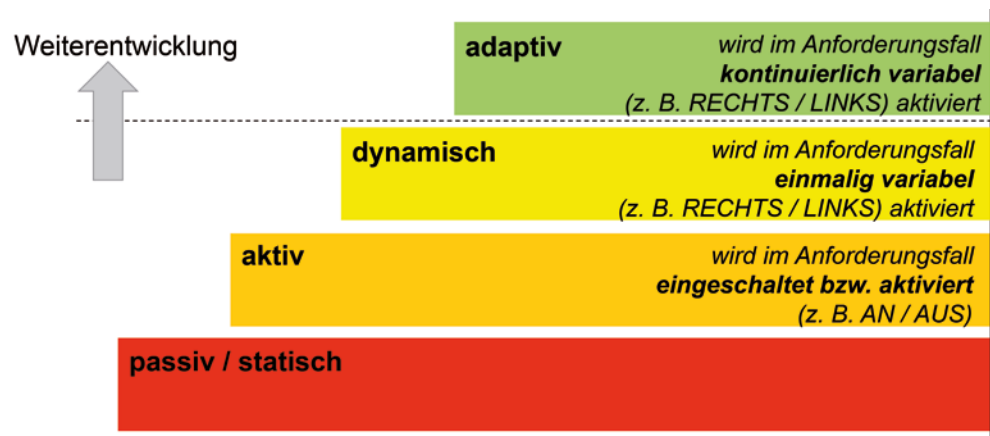 Weiterentwicklung
adaptiv
wird im Anforderungsfall
kontinuierlich variabel
(z. B. RECHTS / LINKS) aktiviert
dynamisch
wird im Anforderungsfall
einmalig variabel
(z. B. RECHTS / LINKS) aktiviert
aktiv
wird im Anforderungsfall
eingeschaltet bzw. aktiviert
(z. B. AN / AUS)
passiv / statisch